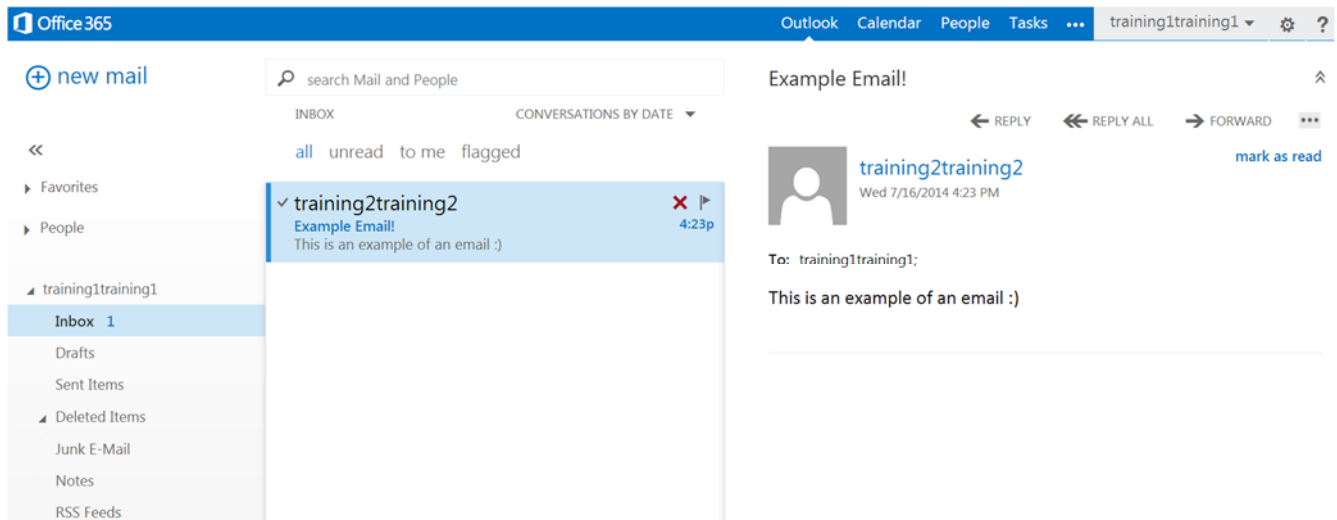 Office 365
Outlook Calendar People Tasks ••• training1training1
?
new mail
Favorites
People
training1training1
Inbox 1
Drafts
Sent Items
Deleted Items
Junk E-Mail
Notes
RSS Feeds
search Mail and People
INBOX CONVERSATIONS BY DATE
all unread to me flagged
training2training2
Example Email! 4:23p
This is an example of an email :)
Example Email!
REPLY REPLY ALL FORWARD •••
training2training2 mark as read
Wed 7/16/2014 4:23 PM
To: training1training1;
This is an example of an email :)